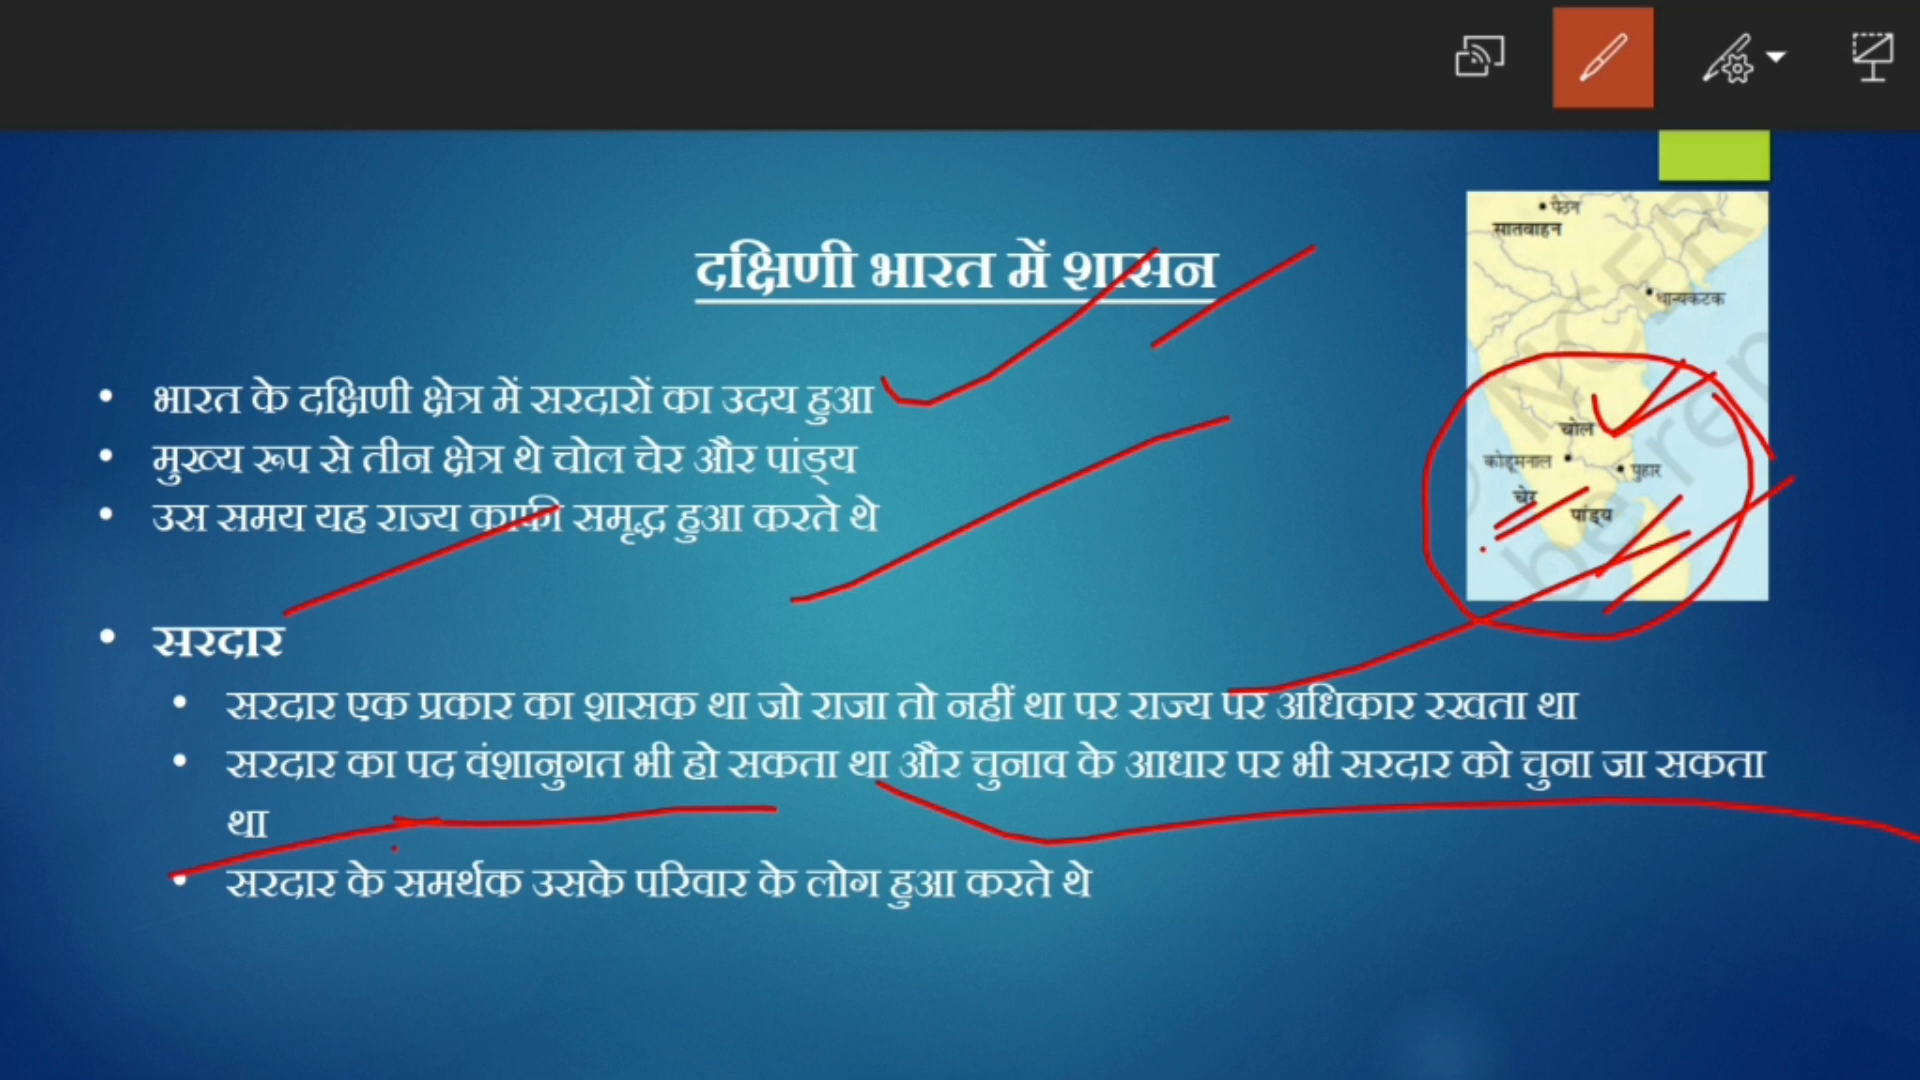 दक्षिणी भारत में शासन
• भारत के दक्षिणी क्षेत्र में सरदारों का उदय हुआ
• मुख्य रूप से तीन क्षेत्र थे चोल चेर और पांड्य
• उस समय यह राज्य काफी समृद्ध हुआ करते थे
• सरदार
• सरदार एक प्रकार का शासक था जो राजा तो नहीं था पर राज्य पर अधिकार रखता था
• सरदार का पद वंशानुगत भी हो सकता था और चुनाव के आधार पर भी सरदार को चुना जा सकता
था
• सरदार के समर्थक उसके परिवार के लोग हुआ करते थे
पैठन
सातवाहन
धान्यकटक
चोल
कोडूमनाल
पुहार
चेर
पांड्य